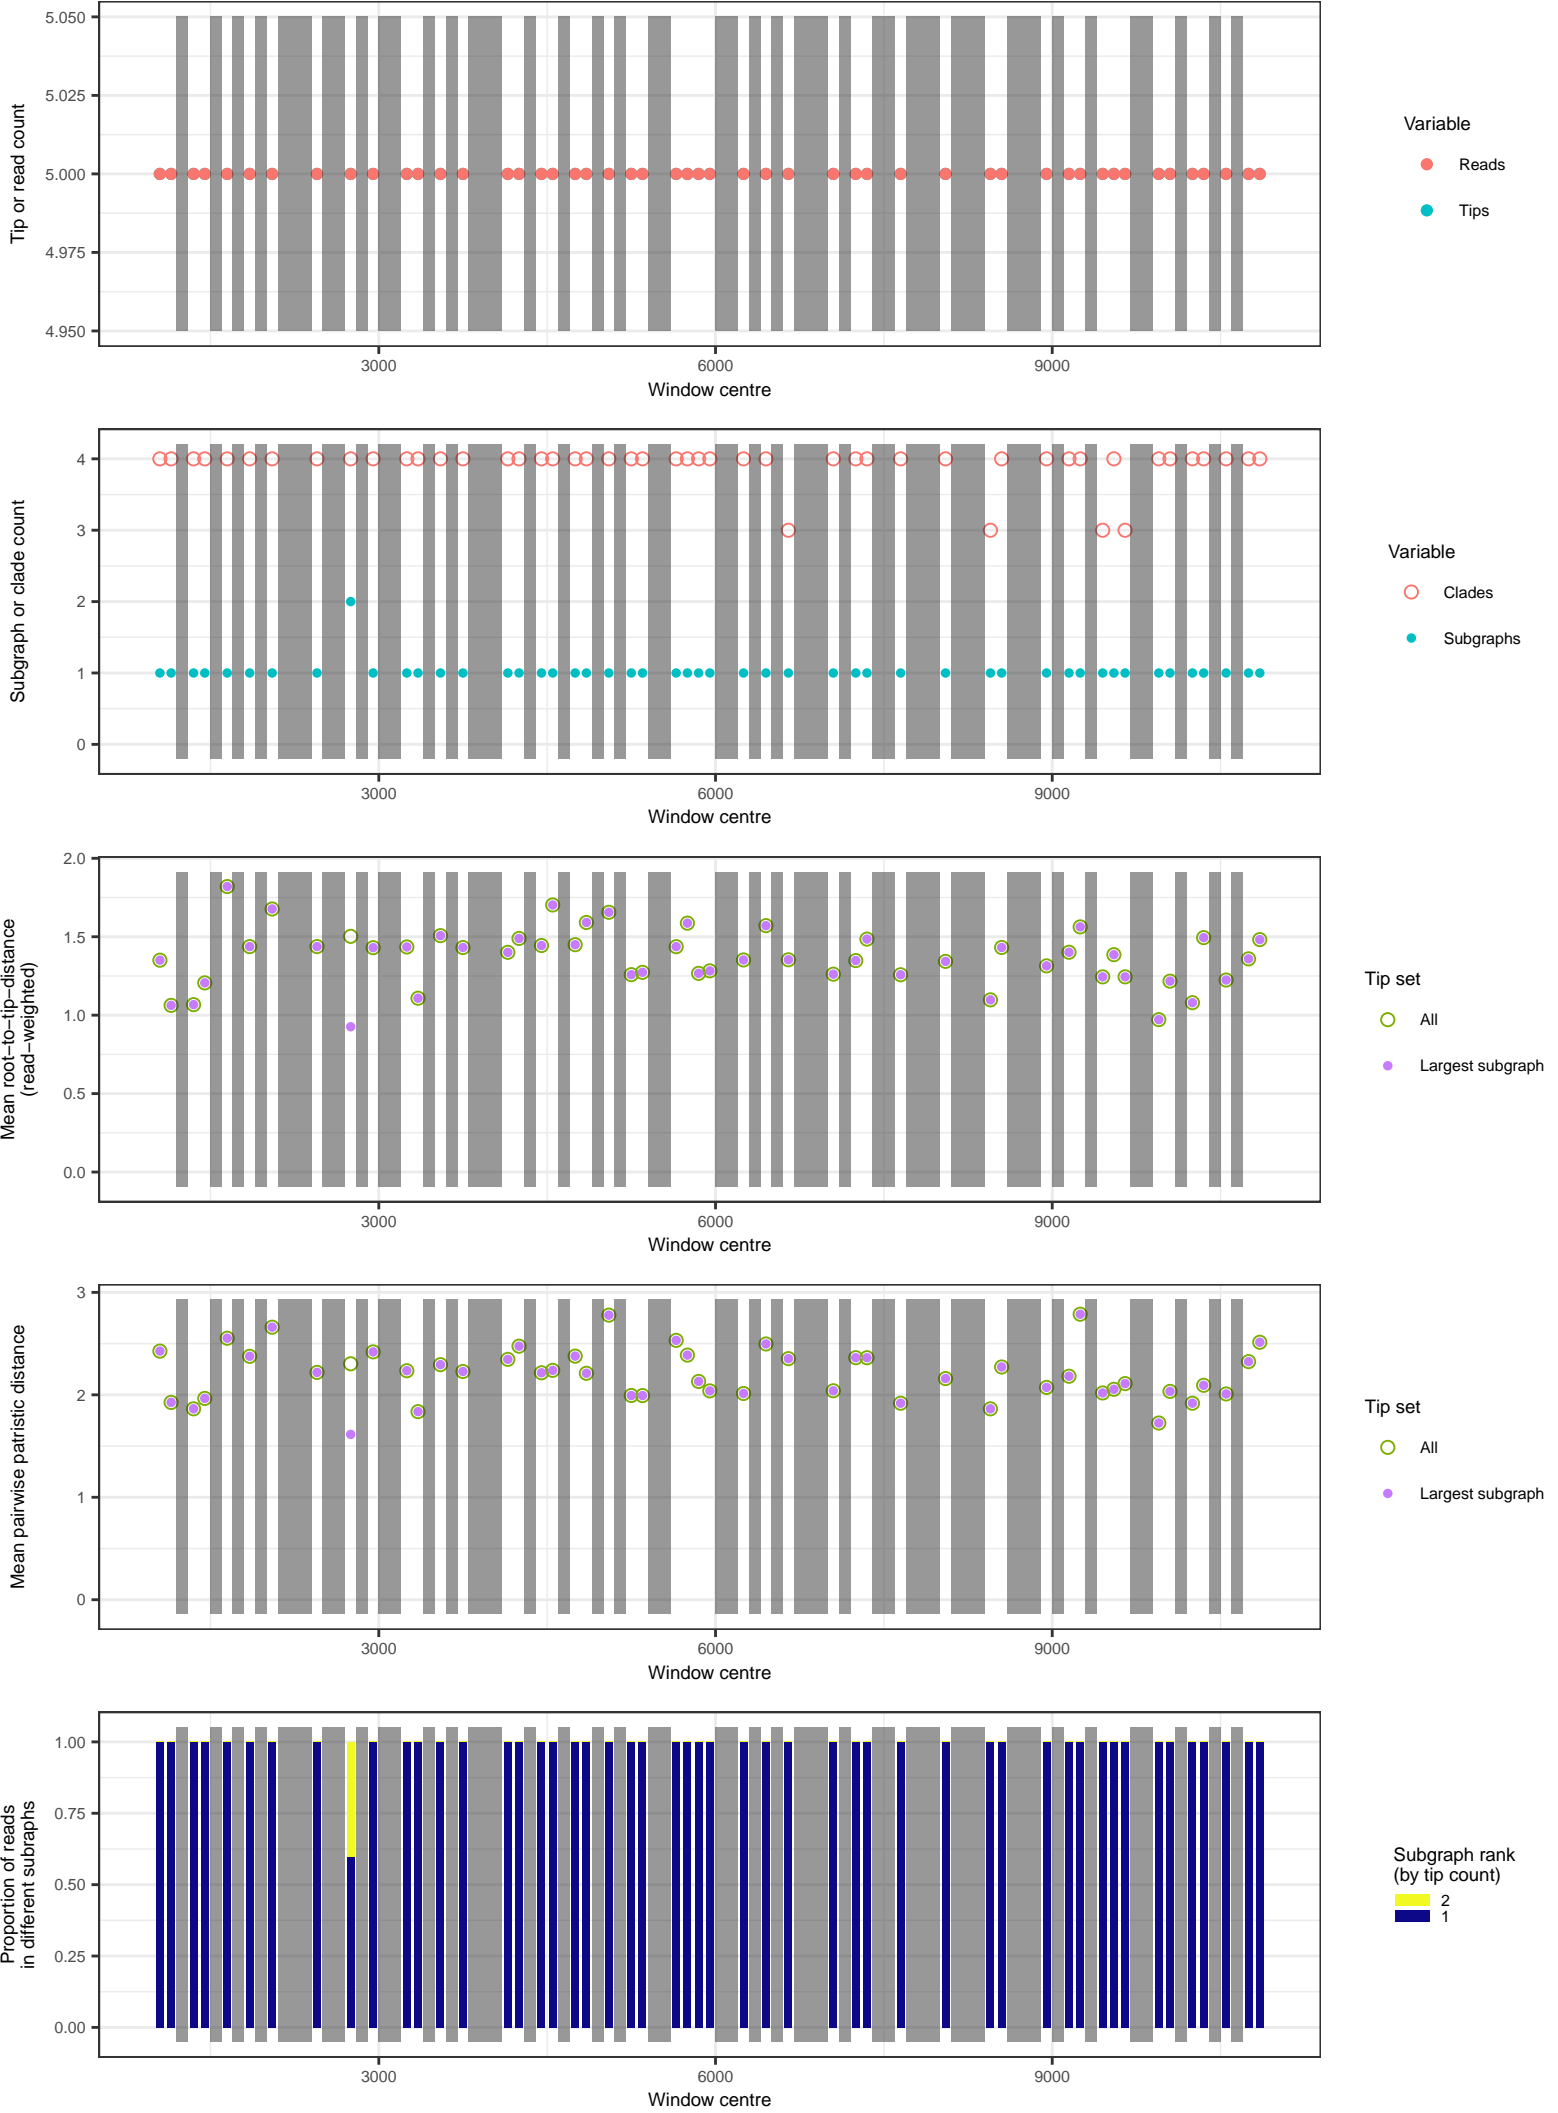 Tip or read count
5.050
5.025
5.000
4.975
4.950
3000
6000
9000
Window centre
Variable
Reads
Tips
Subgraph or clade count
4
3
2
1
0
3000
6000
9000
Window centre
Variable
Clades
Subgraphs
Mean root−to−tip−distance
(read−weighted)
2.0
1.5
1.0
0.5
0.0
3000
6000
9000
Window centre
Tip set
All
Largest subgraph
Mean pairwise patristic distance
3
2
1
0
3000
6000
9000
Window centre
Tip set
All
Largest subgraph
Proportion of reads
in different subraphs
1.00
0.75
0.50
0.25
0.00
3000
6000
9000
Window centre
Subgraph rank
(by tip count)
2
1